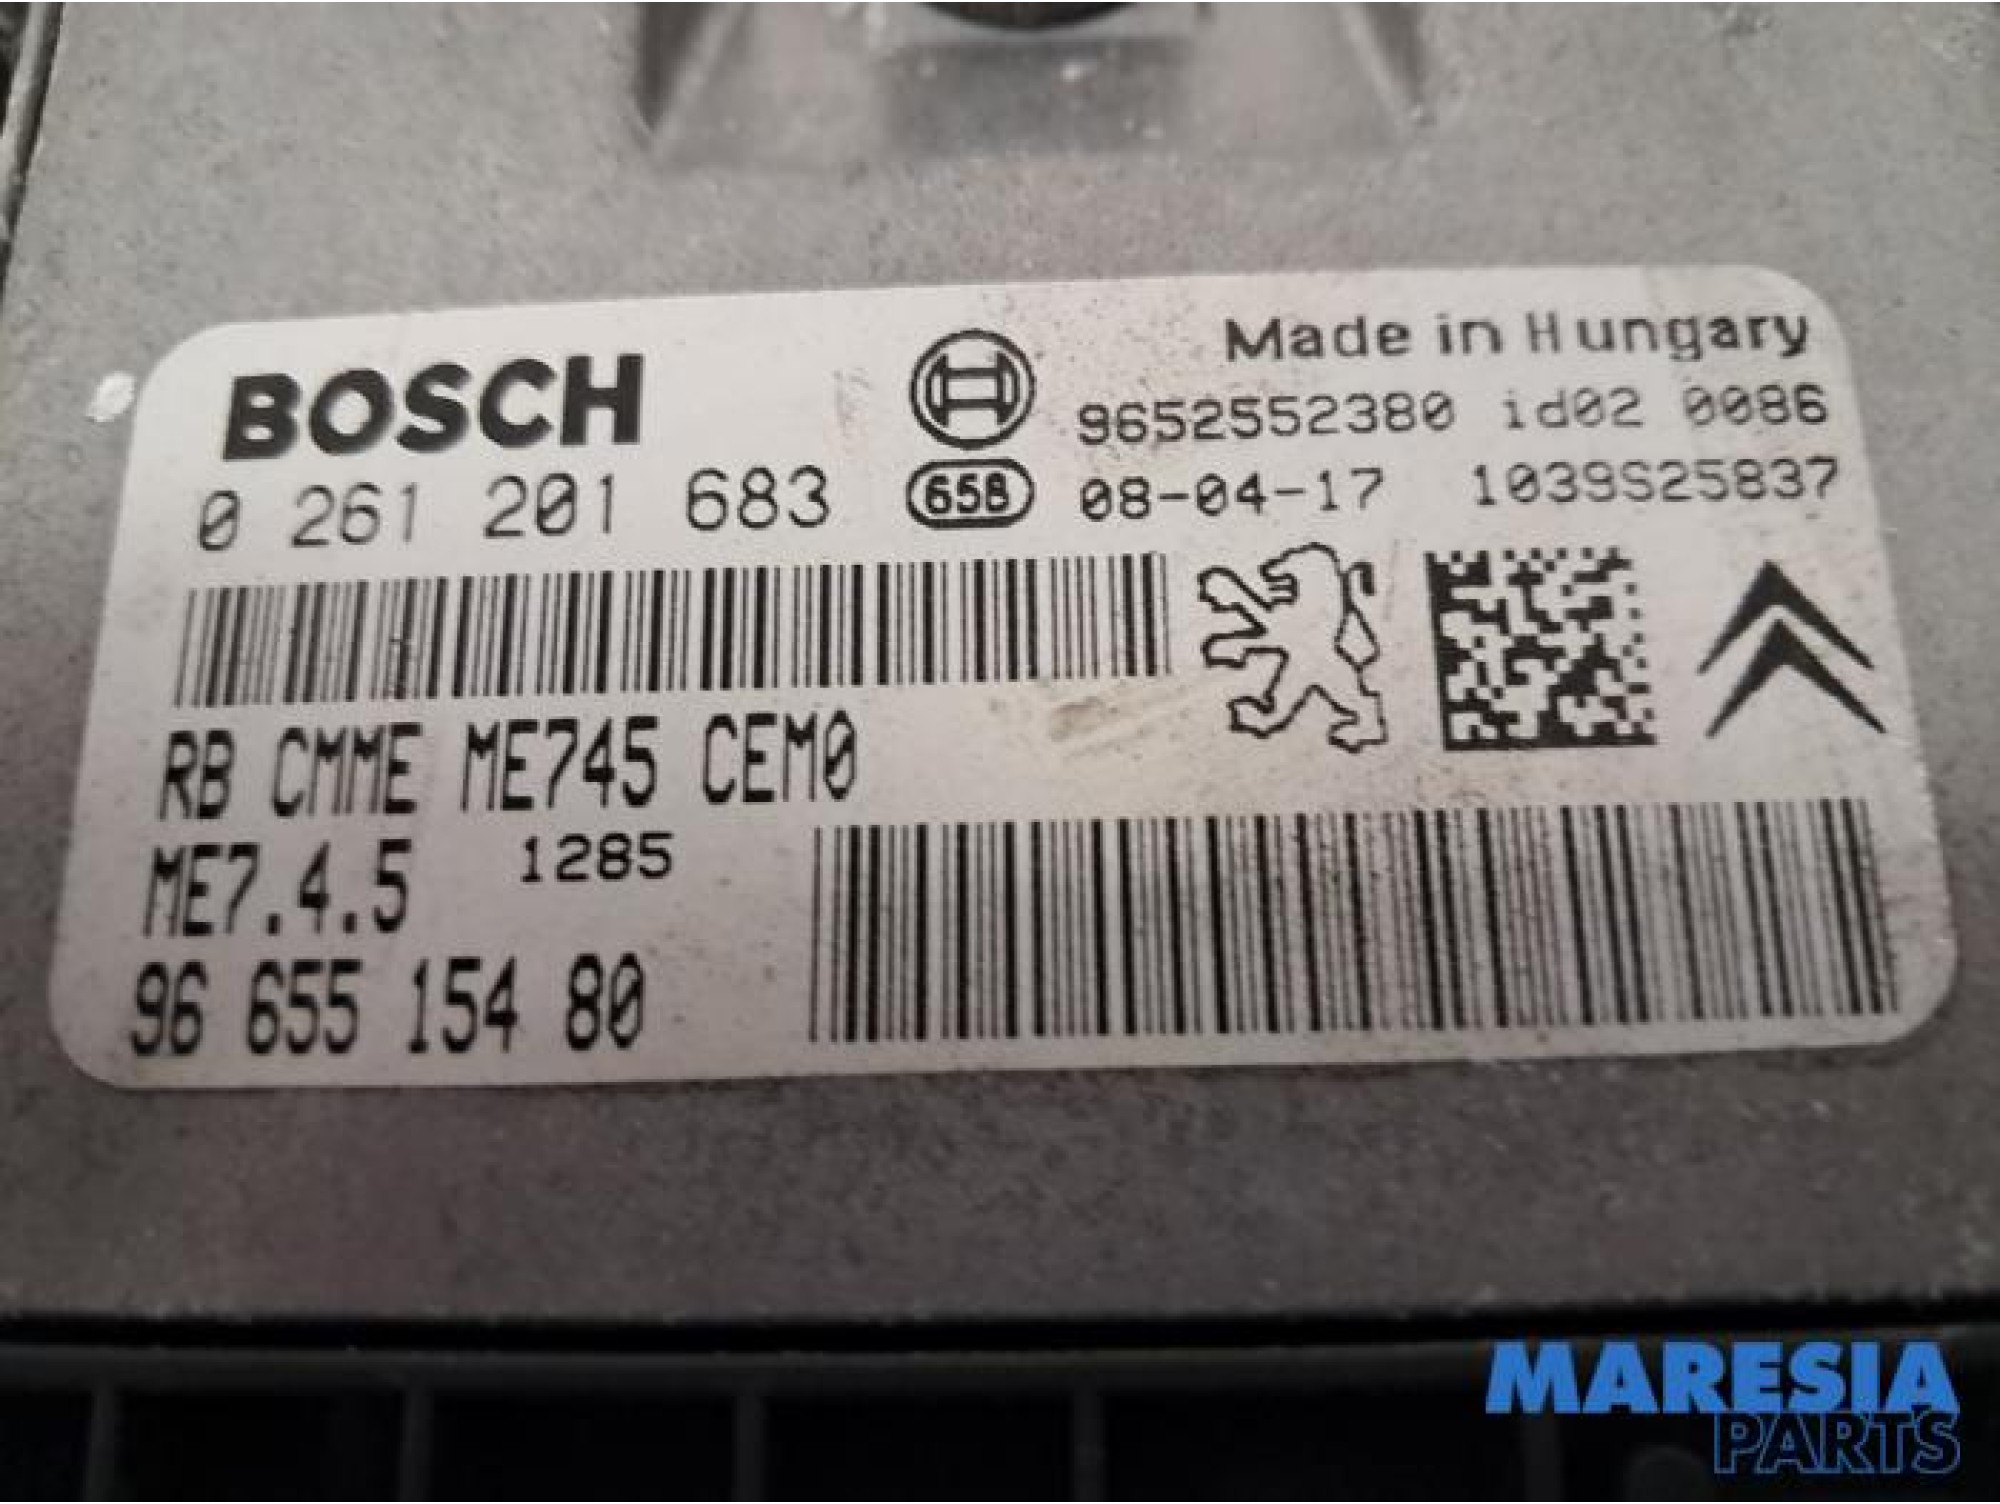 BOSCH
Made in Hungary
9652552380 id02 0086
0 261 201 683
658 08-04-17 1039S25837
RB CMME ME745 CEM0
ME7.4.5 1285
96 655 154 80
MARESIA
PARTS